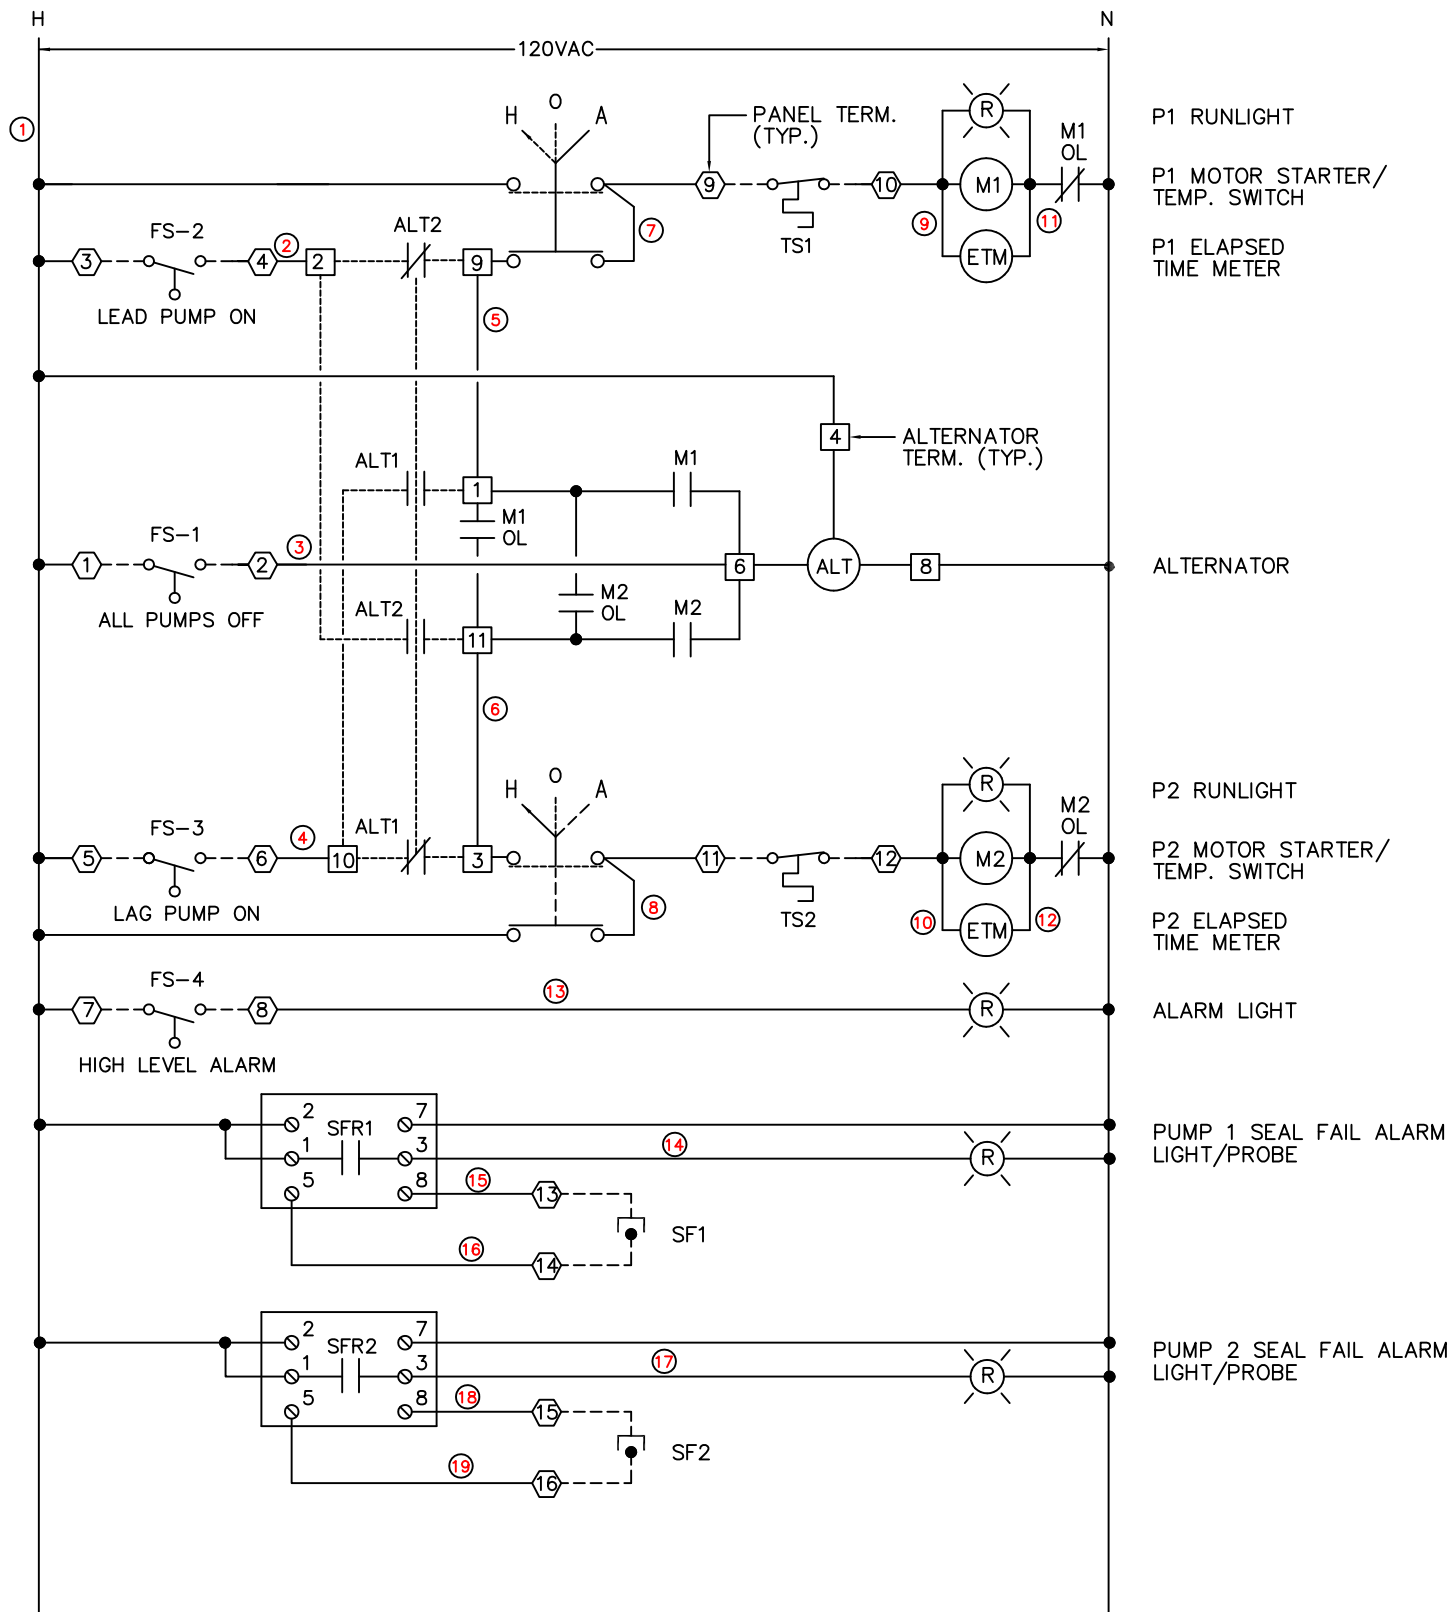 H
N
120VAC
1
H
O
A
PANEL TERM.
(TYP.)
R
M1
OL
P1 RUNLIGHT
9
TS1
10
M1
9
11
P1 MOTOR STARTER/
TEMP. SWITCH
FS-2
3
4
2
2
ALT2
9
7
ETM
P1 ELAPSED
TIME METER
LEAD PUMP ON
5
4
ALTERNATOR
TERM. (TYP.)
ALT1
1
M1
M1
OL
FS-1
1
2
3
6
ALT
8
ALTERNATOR
ALL PUMPS OFF
ALT2
11
M2
OL
M2
6
H
O
A
R
M2
OL
P2 RUNLIGHT
FS-3
5
6
4
10
ALT1
3
11
TS2
12
M2
P2 MOTOR STARTER/
TEMP. SWITCH
LAG PUMP ON
8
10
ETM
12
P2 ELAPSED
TIME METER
FS-4
7
8
13
R
ALARM LIGHT
HIGH LEVEL ALARM
2
SFR1
7
1
3
14
R
PUMP 1 SEAL FAIL ALARM
LIGHT/PROBE
5
8
15
13
SF1
16
14
2
SFR2
7
1
3
17
R
PUMP 2 SEAL FAIL ALARM
LIGHT/PROBE
5
8
18
15
SF2
19
16